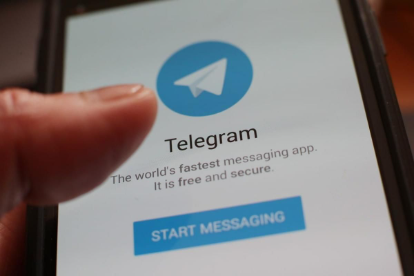 Telegram
The world's fastest messaging app.
It is free and secure.
START MESSAGING